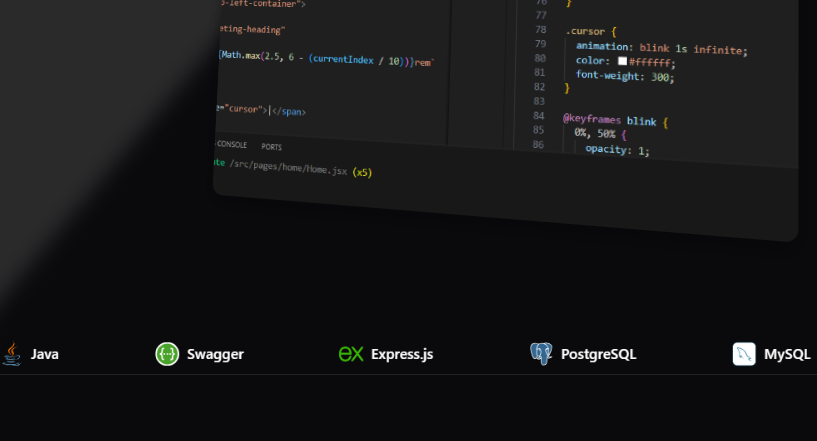 p-left-container">
eting-heading"
{Math.max(2.5, 6 - (currentIndex / 10))}rem`
e="cursor">|</span>
CONSOLE PORTS
ate /src/pages/home/Home.jsx (x5)
76 }
77
78 .cursor {
79 animation: blink 1s infinite;
80 color: #ffffff;
81 font-weight: 300;
82 }
83
84 @keyframes blink {
85 0%, 50% {
86 opacity: 1;
Java
Swagger
ex Express.js
PostgreSQL
MySQL